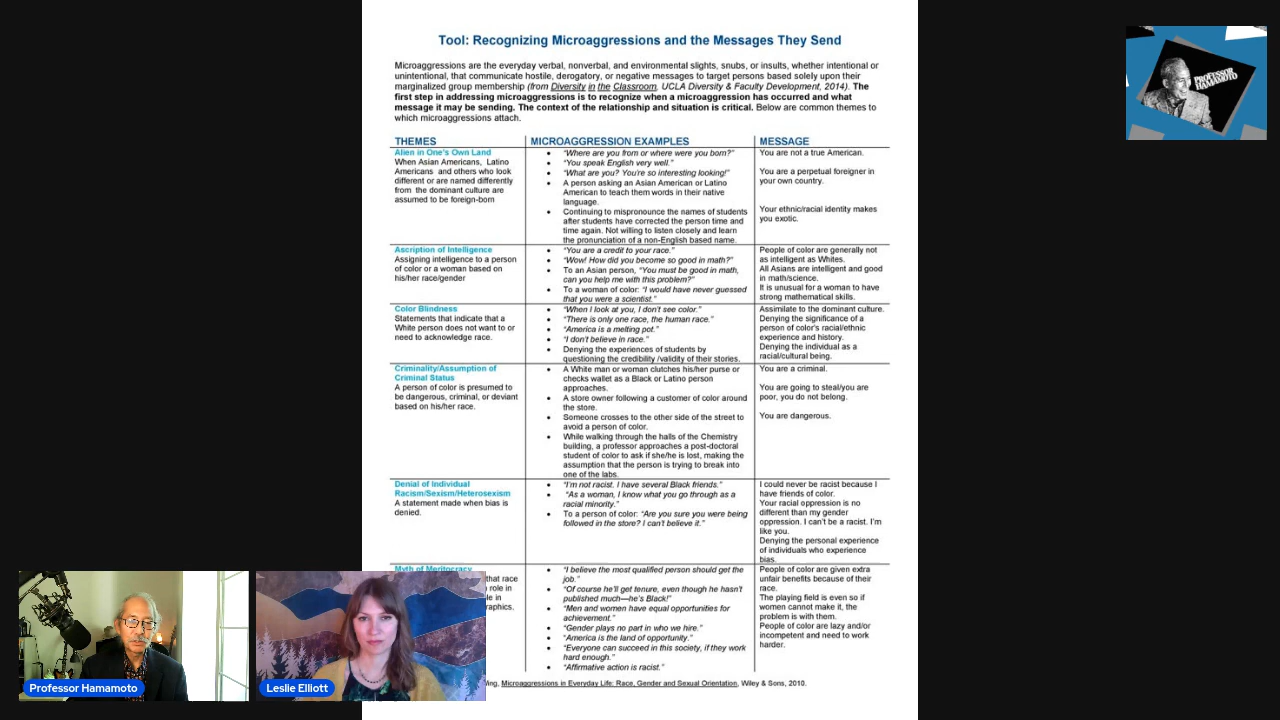 Tool: Recognizing Microaggressions and the Messages They Send
Microaggressions are the everyday verbal, nonverbal, and environmental slights, snubs, or insults, whether intentional or
unintentional, that communicate hostile, derogatory, or negative messages to target persons based solely upon their
marginalized group membership (from Diversity in the Classroom, UCLA Diversity & Faculty Development, 2014). The
first step in addressing microaggressions is to recognize when a microaggression has occurred and what
message it may be sending. The context of the relationship and situation is critical. Below are common themes to
which microaggressions attach.
THEMES
MICROAGGRESSION EXAMPLES
MESSAGE
Alien in One's Own Land
When Asian Americans, Latino
Americans and others who look
different or are named differently
from the dominant culture are
assumed to be foreign-born
• "Where are you from or where were you born?"
• "You speak English very well."
• "What are you? You're so interesting looking!"
• A person asking an Asian American or Latino
American to teach them words in their native
language.
• Continuing to mispronounce the names of students
after students have corrected the person time and
time again. Not willing to listen closely and learn
the pronunciation of a non-English based name.
You are not a true American.
You are a perpetual foreigner in
your own country.
Your ethnic/racial identity makes
you exotic.
Ascription of Intelligence
Assigning intelligence to a person
of color or a woman based on
his/her race/gender
• "You are a credit to your race."
• "Wow! How did you become so good in math?"
• To an Asian person, "You must be good in math,
can you help me with this problem?"
• To a woman of color: "I would have never guessed
that you were a scientist."
People of color are generally not
as intelligent as Whites.
All Asians are intelligent and good
in math/science.
It is unusual for a woman to have
strong mathematical skills.
Color Blindness
Statements that indicate that a
White person does not want to or
need to acknowledge race.
• "When I look at you, I don't see color."
• "There is only one race, the human race."
• "America is a melting pot."
• "I don't believe in race."
• Denying the experiences of students by
questioning the credibility /validity of their stories.
Assimilate to the dominant culture.
Denying the significance of a
person of color's racial/ethnic
experience and history.
Denying the individual as a
racial/cultural being.
Criminality/Assumption of
Criminal Status
A person of color is presumed to
be dangerous, criminal, or deviant
based on his/her race.
• A White man or woman clutches his/her purse or
checks wallet as a Black or Latino person
approaches.
• A store owner following a customer of color around
the store.
• Someone crosses to the other side of the street to
avoid a person of color.
• While walking through the halls of the Chemistry
building, a professor approaches a post-doctoral
student of color to ask if she/he is lost, making the
assumption that the person is trying to break into
one of the labs.
You are a criminal.
You are going to steal/you are
poor, you do not belong.
You are dangerous.
Denial of Individual
Racism/Sexism/Heterosexism
A statement made when bias is
denied.
• "I'm not racist. I have several Black friends."
• "As a woman, I know what you go through as a
racial minority."
• To a person of color: "Are you sure you were being
followed in the store? I can't believe it."
I could never be racist because I
have friends of color.
Your racial oppression is no
different than my gender
oppression. I can't be a racist. I'm
like you.
Denying the personal experience
of individuals who experience
bias.
Myth of Meritocracy
that race
role in
le in
raphics.
• "I believe the most qualified person should get the
job."
• "Of course he'll get tenure, even though he hasn't
published much—he's Black!"
• "Men and women have equal opportunities for
achievement."
• "Gender plays no part in who we hire."
• "America is the land of opportunity."
• "Everyone can succeed in this society, if they work
hard enough."
• "Affirmative action is racist."
People of color are given extra
unfair benefits because of their
race.
The playing field is even so if
women cannot make it, the
problem is with them.
People of color are lazy and/or
incompetent and need to work
harder.
Wing, Microaggressions in Everyday Life: Race, Gender and Sexual Orientation, Wiley & Sons, 2010.
Professor Hamamoto
Leslie Elliott
PROFESSOR
HAMAMOTO